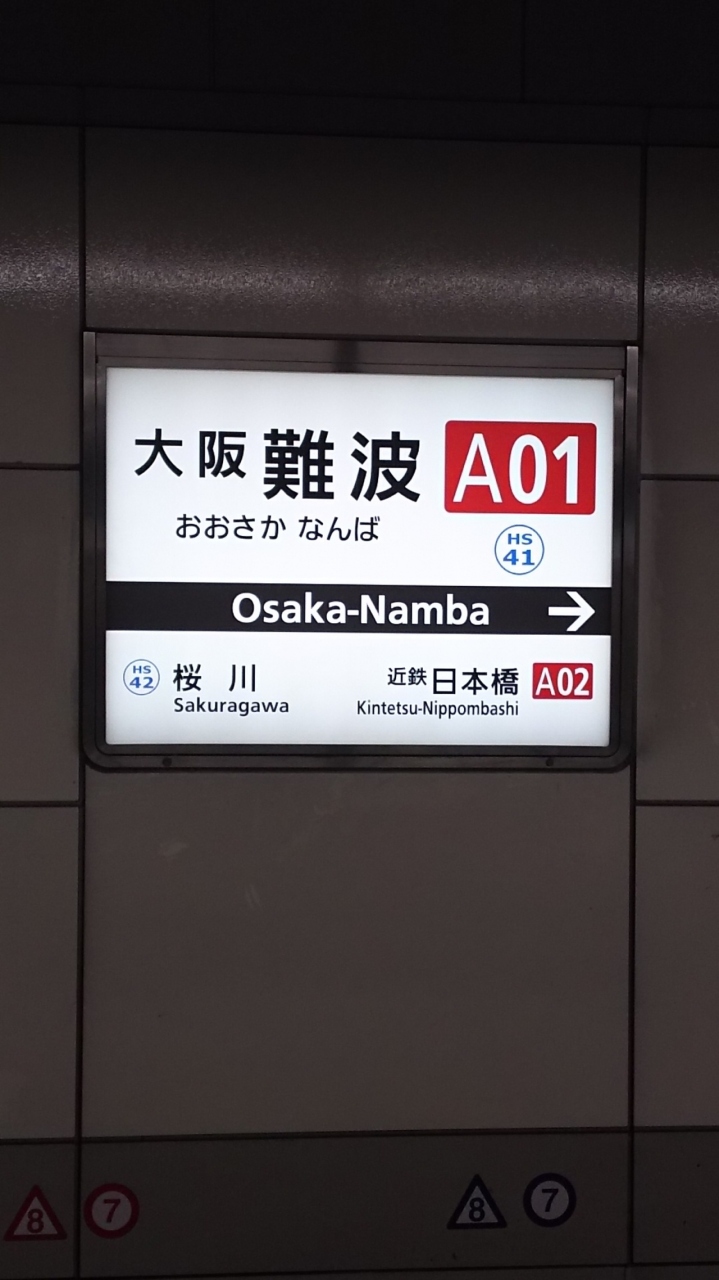 大阪難波 A01
おおさか なんば
HS
41
Osaka-Namba →
HS
42
桜川
Sakuragawa
近鉄日本橋 A02
Kintetsu-Nippombashi
8 7 8 7